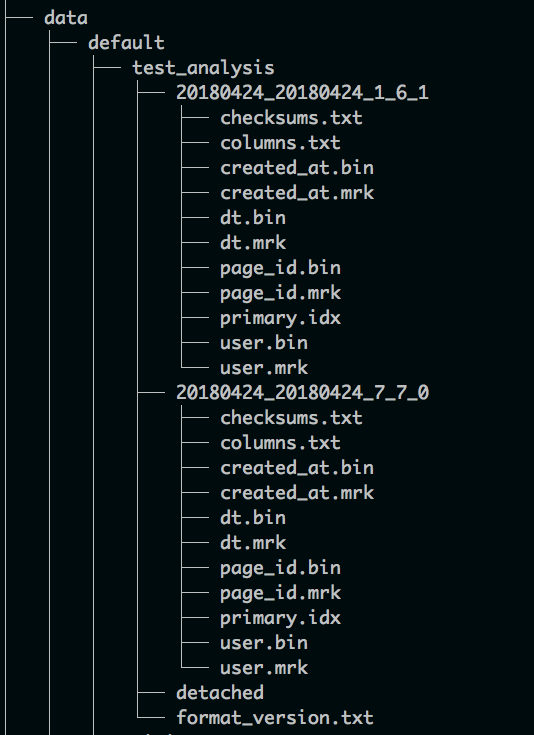 data
default
test_analysis
20180424_20180424_1_6_1
checksums.txt
columns.txt
created_at.bin
created_at.mrk
dt.bin
dt.mrk
page_id.bin
page_id.mrk
primary.idx
user.bin
user.mrk
20180424_20180424_7_7_0
checksums.txt
columns.txt
created_at.bin
created_at.mrk
dt.bin
dt.mrk
page_id.bin
page_id.mrk
primary.idx
user.bin
user.mrk
detached
format_version.txt